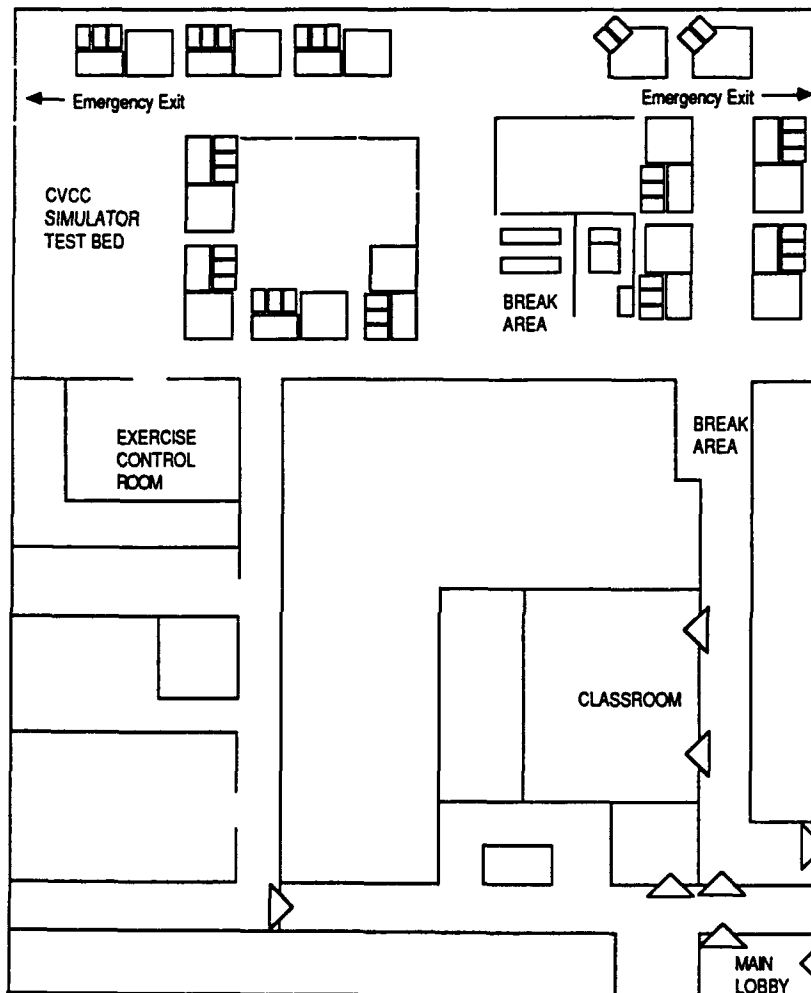 Emergency Exit
Emergency Exit
CVCC
SIMULATOR
TEST BED
BREAK
AREA
EXERCISE
CONTROL
ROOM
BREAK
AREA
CLASSROOM
MAIN
LOBBY